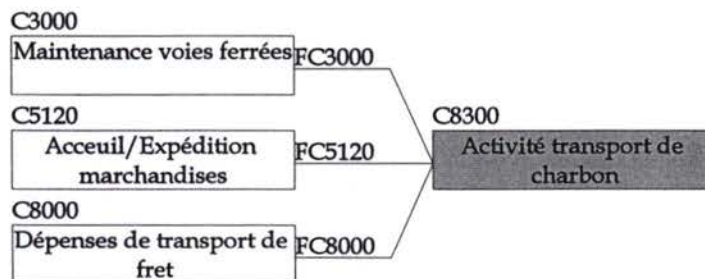 C3000
Maintenance voies ferrées
FC3000
C5120
Acceuil/Expédition
marchandises
FC5120
C8000
Dépenses de transport de
fret
FC8000
C8300
Activité transport de
charbon